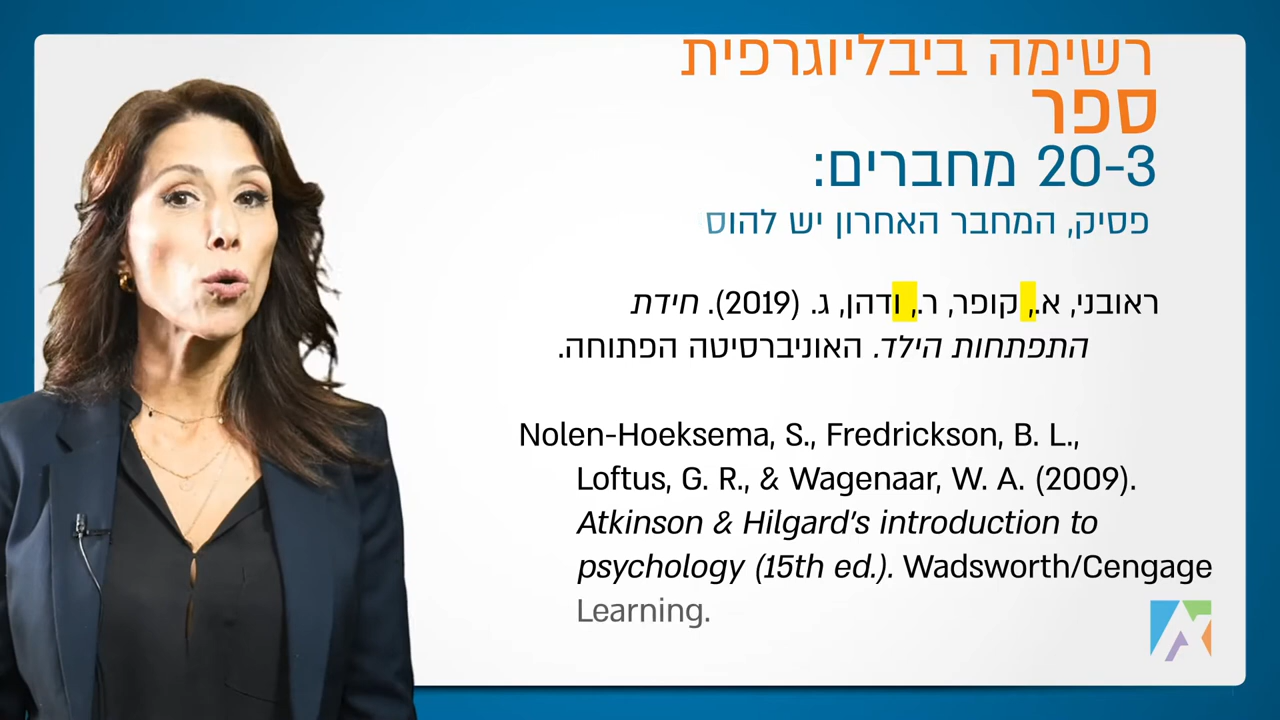 רשימה ביבליוגרפית
ספר
3-20 מחברים:
פסיק, המחבר האחרון יש להוס
ראובני, א., קופר, ר., ודהן, ג. (2019). חידת
התפתחות הילד. האוניברסיטה הפתוחה.
Nolen-Hoeksema, S., Fredrickson, B. L.,
Loftus, G. R., & Wagenaar, W. A. (2009).
Atkinson & Hilgard's introduction to
psychology (15th ed.). Wadsworth/Cengage
Learning.